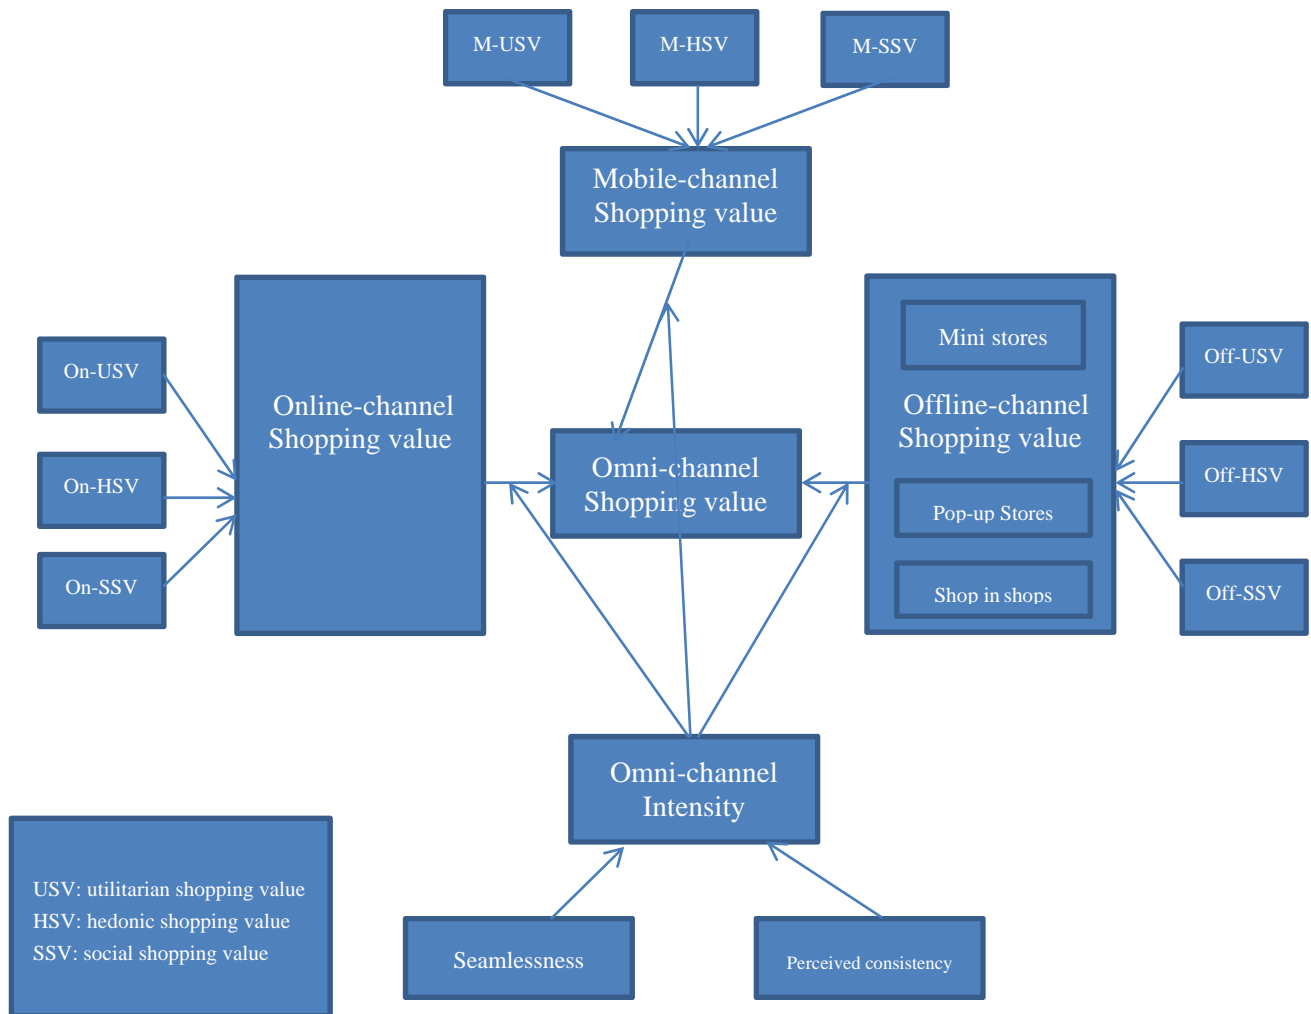 M-USV
M-HSV
M-SSV
Mobile-channel
Shopping value
Mini stores
On-USV
Off-USV
Online-channel
Shopping value
Offline-channel
Shopping value
Omni-channel
Shopping value
On-HSV
Off-HSV
Pop-up Stores
On-SSV
Shop in shops
Off-SSV
Omni-channel
Intensity
USV: utilitarian shopping value
HSV: hedonic shopping value
SSV: social shopping value
Seamlessness
Perceived consistency